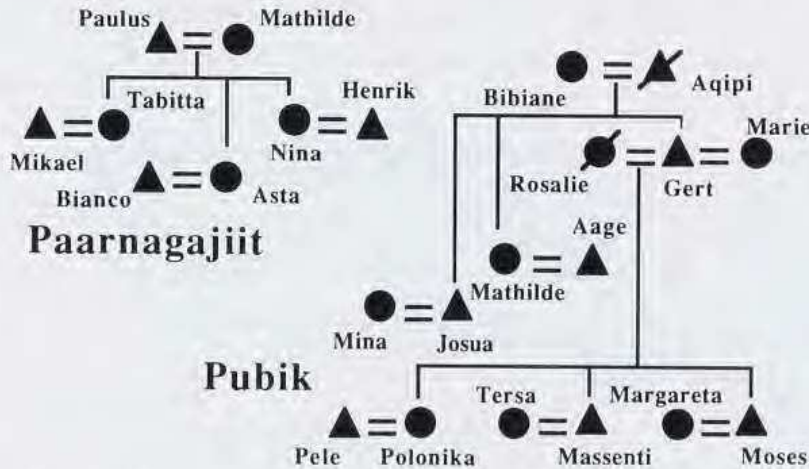 Paulus Mathilde
Bibiane Aqipi
Tabitta Henrik
Marie
Mikael Nina
Rosalie Gert
Bianco Asta
Paarnagajiit
Aage
Mathilde
Mina Josua
Pubik
Tersa Margareta
Pele Polonika Massenti Moses